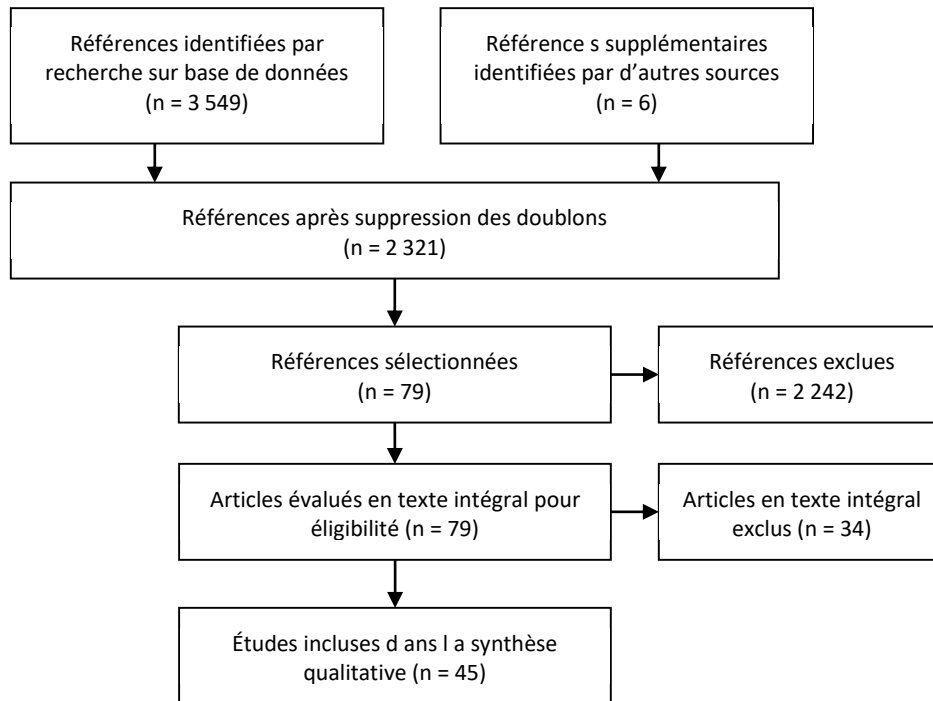 Références identifiées par
recherche sur base de données
(n = 3 549)
Référence s supplémentaires
identifiées par d’autres sources
(n = 6)
Références après suppression des doublons
(n = 2 321)
Références sélectionnées
(n = 79)
Références exclues
(n = 2 242)
Articles évalués en texte intégral pour
éligibilité (n = 79)
Articles en texte intégral
exclus (n = 34)
Études incluses d ans l a synthèse
qualitative (n = 45)